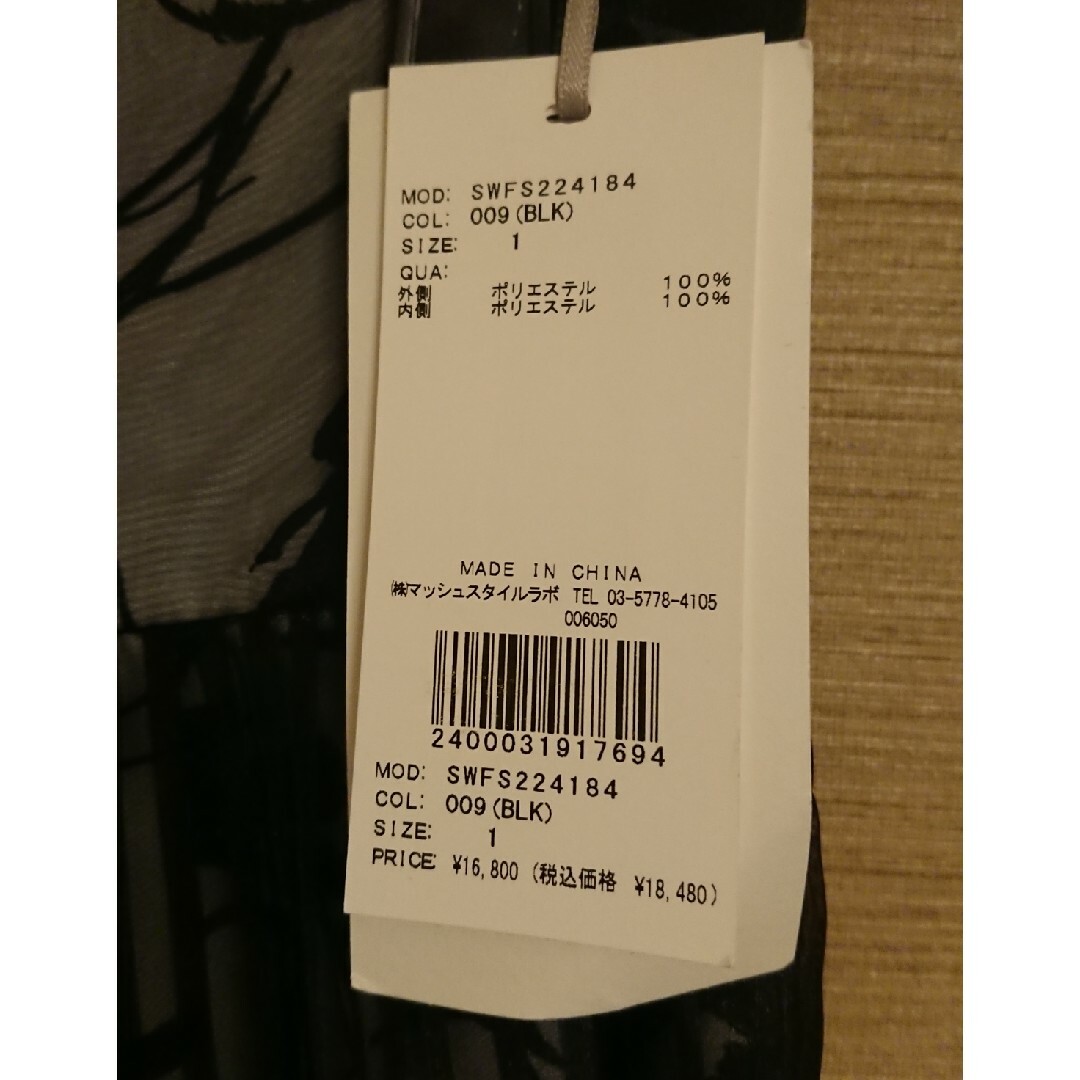 MOD: SWFS224184
COL: 009(BLK)
SIZE: 1
QUA:
外側 ポリエステル 100%
内側 ポリエステル 100%
MADE IN CHINA
㈱マッシュスタイルラボ TEL 03-5778-4105
006050
2400031917694
MOD: SWFS224184
COL: 009(BLK)
SIZE: 1
PRICE: ¥16,800 (税込価格 ¥18,480)